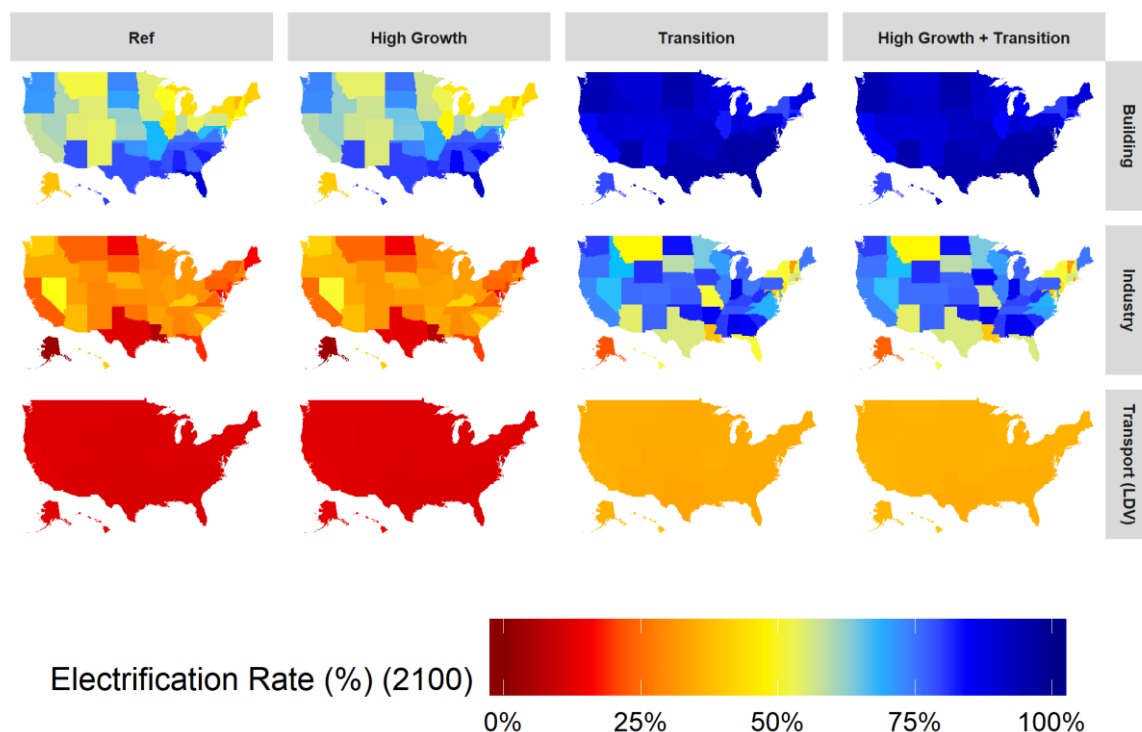 Ref
High Growth
Transition
High Growth + Transition
Building
Industry
Transport (LDV)
Electrification Rate (%) (2100)
0%
25%
50%
75%
100%